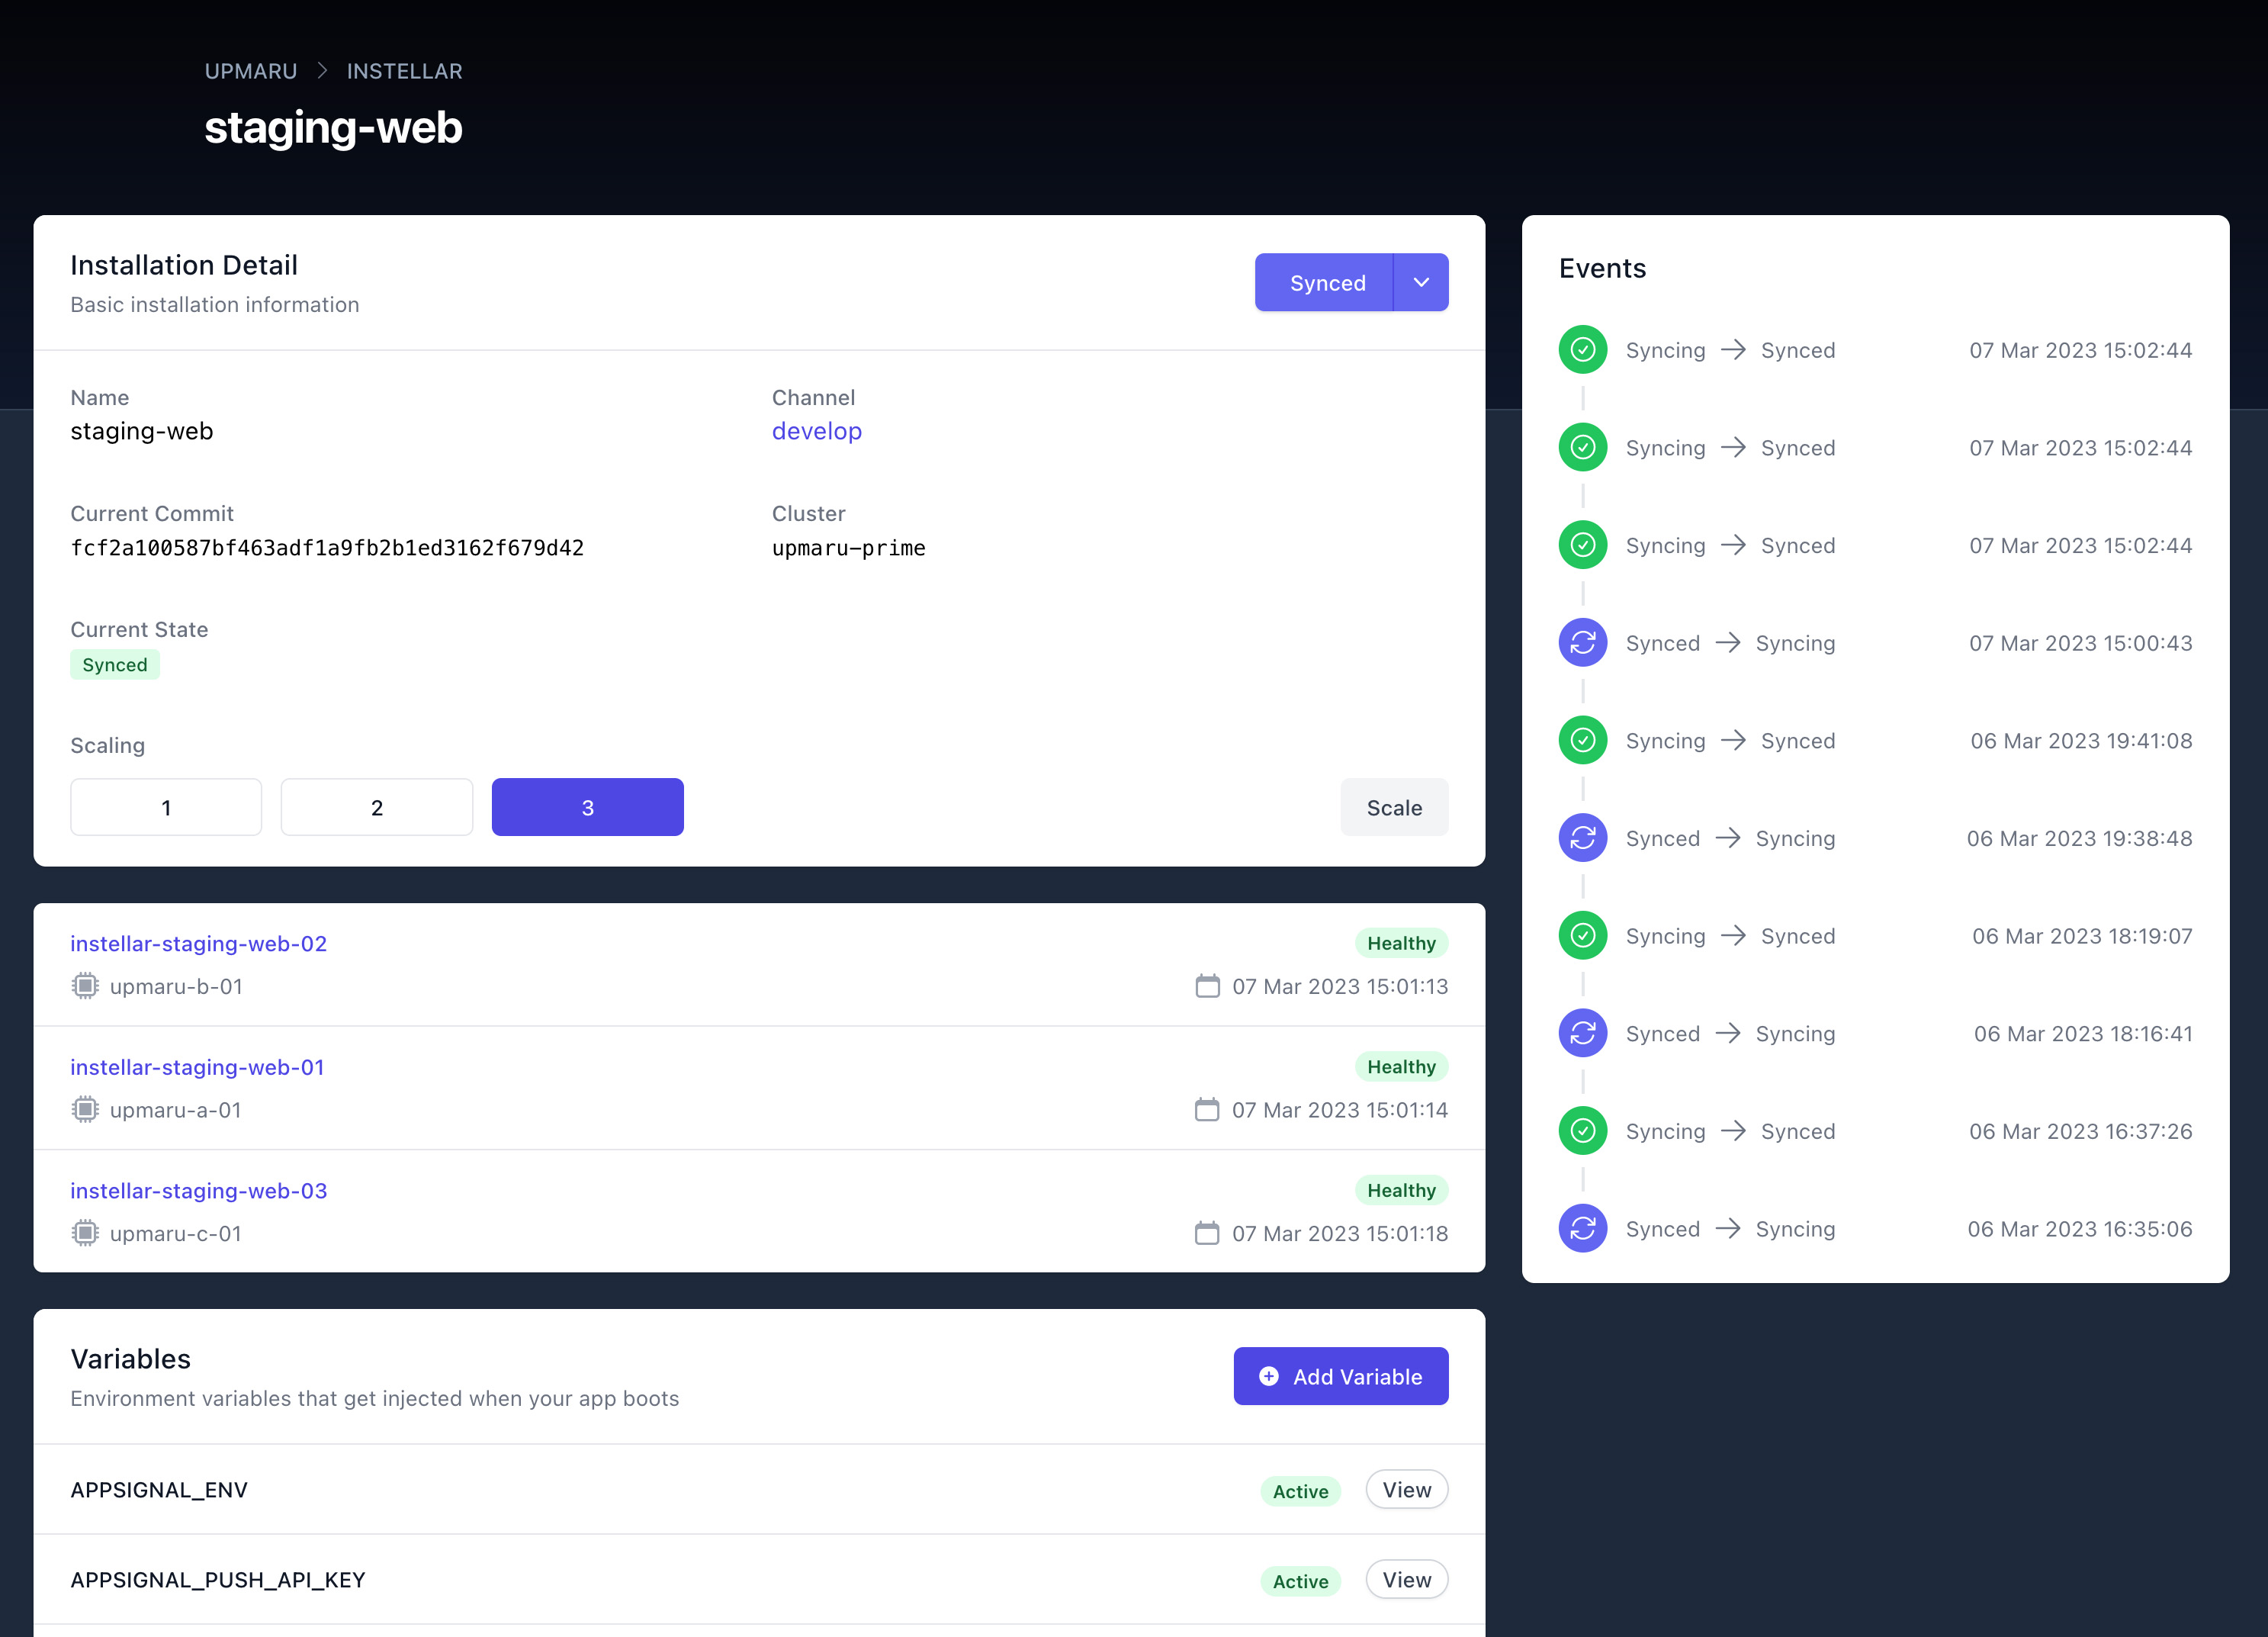 UPMARU > INSTELLAR
staging-web
Installation Detail
Basic installation information
Synced
Name
staging-web
Channel
develop
Current Commit
fcf2a100587bf463adf1a9fb2b1ed3162f679d42
Cluster
upmaru-prime
Current State
Synced
Scaling
1 2 3 Scale
instellar-staging-web-02 Healthy
upmaru-b-01 07 Mar 2023 15:01:13
instellar-staging-web-01 Healthy
upmaru-a-01 07 Mar 2023 15:01:14
instellar-staging-web-03 Healthy
upmaru-c-01 07 Mar 2023 15:01:18
Variables
Environment variables that get injected when your app boots
Add Variable
APPSIGNAL_ENV Active View
APPSIGNAL_PUSH_API_KEY Active View
Events
Syncing → Synced 07 Mar 2023 15:02:44
Syncing → Synced 07 Mar 2023 15:02:44
Syncing → Synced 07 Mar 2023 15:02:44
Synced → Syncing 07 Mar 2023 15:00:43
Syncing → Synced 06 Mar 2023 19:41:08
Synced → Syncing 06 Mar 2023 19:38:48
Syncing → Synced 06 Mar 2023 18:19:07
Synced → Syncing 06 Mar 2023 18:16:41
Syncing → Synced 06 Mar 2023 16:37:26
Synced → Syncing 06 Mar 2023 16:35:06